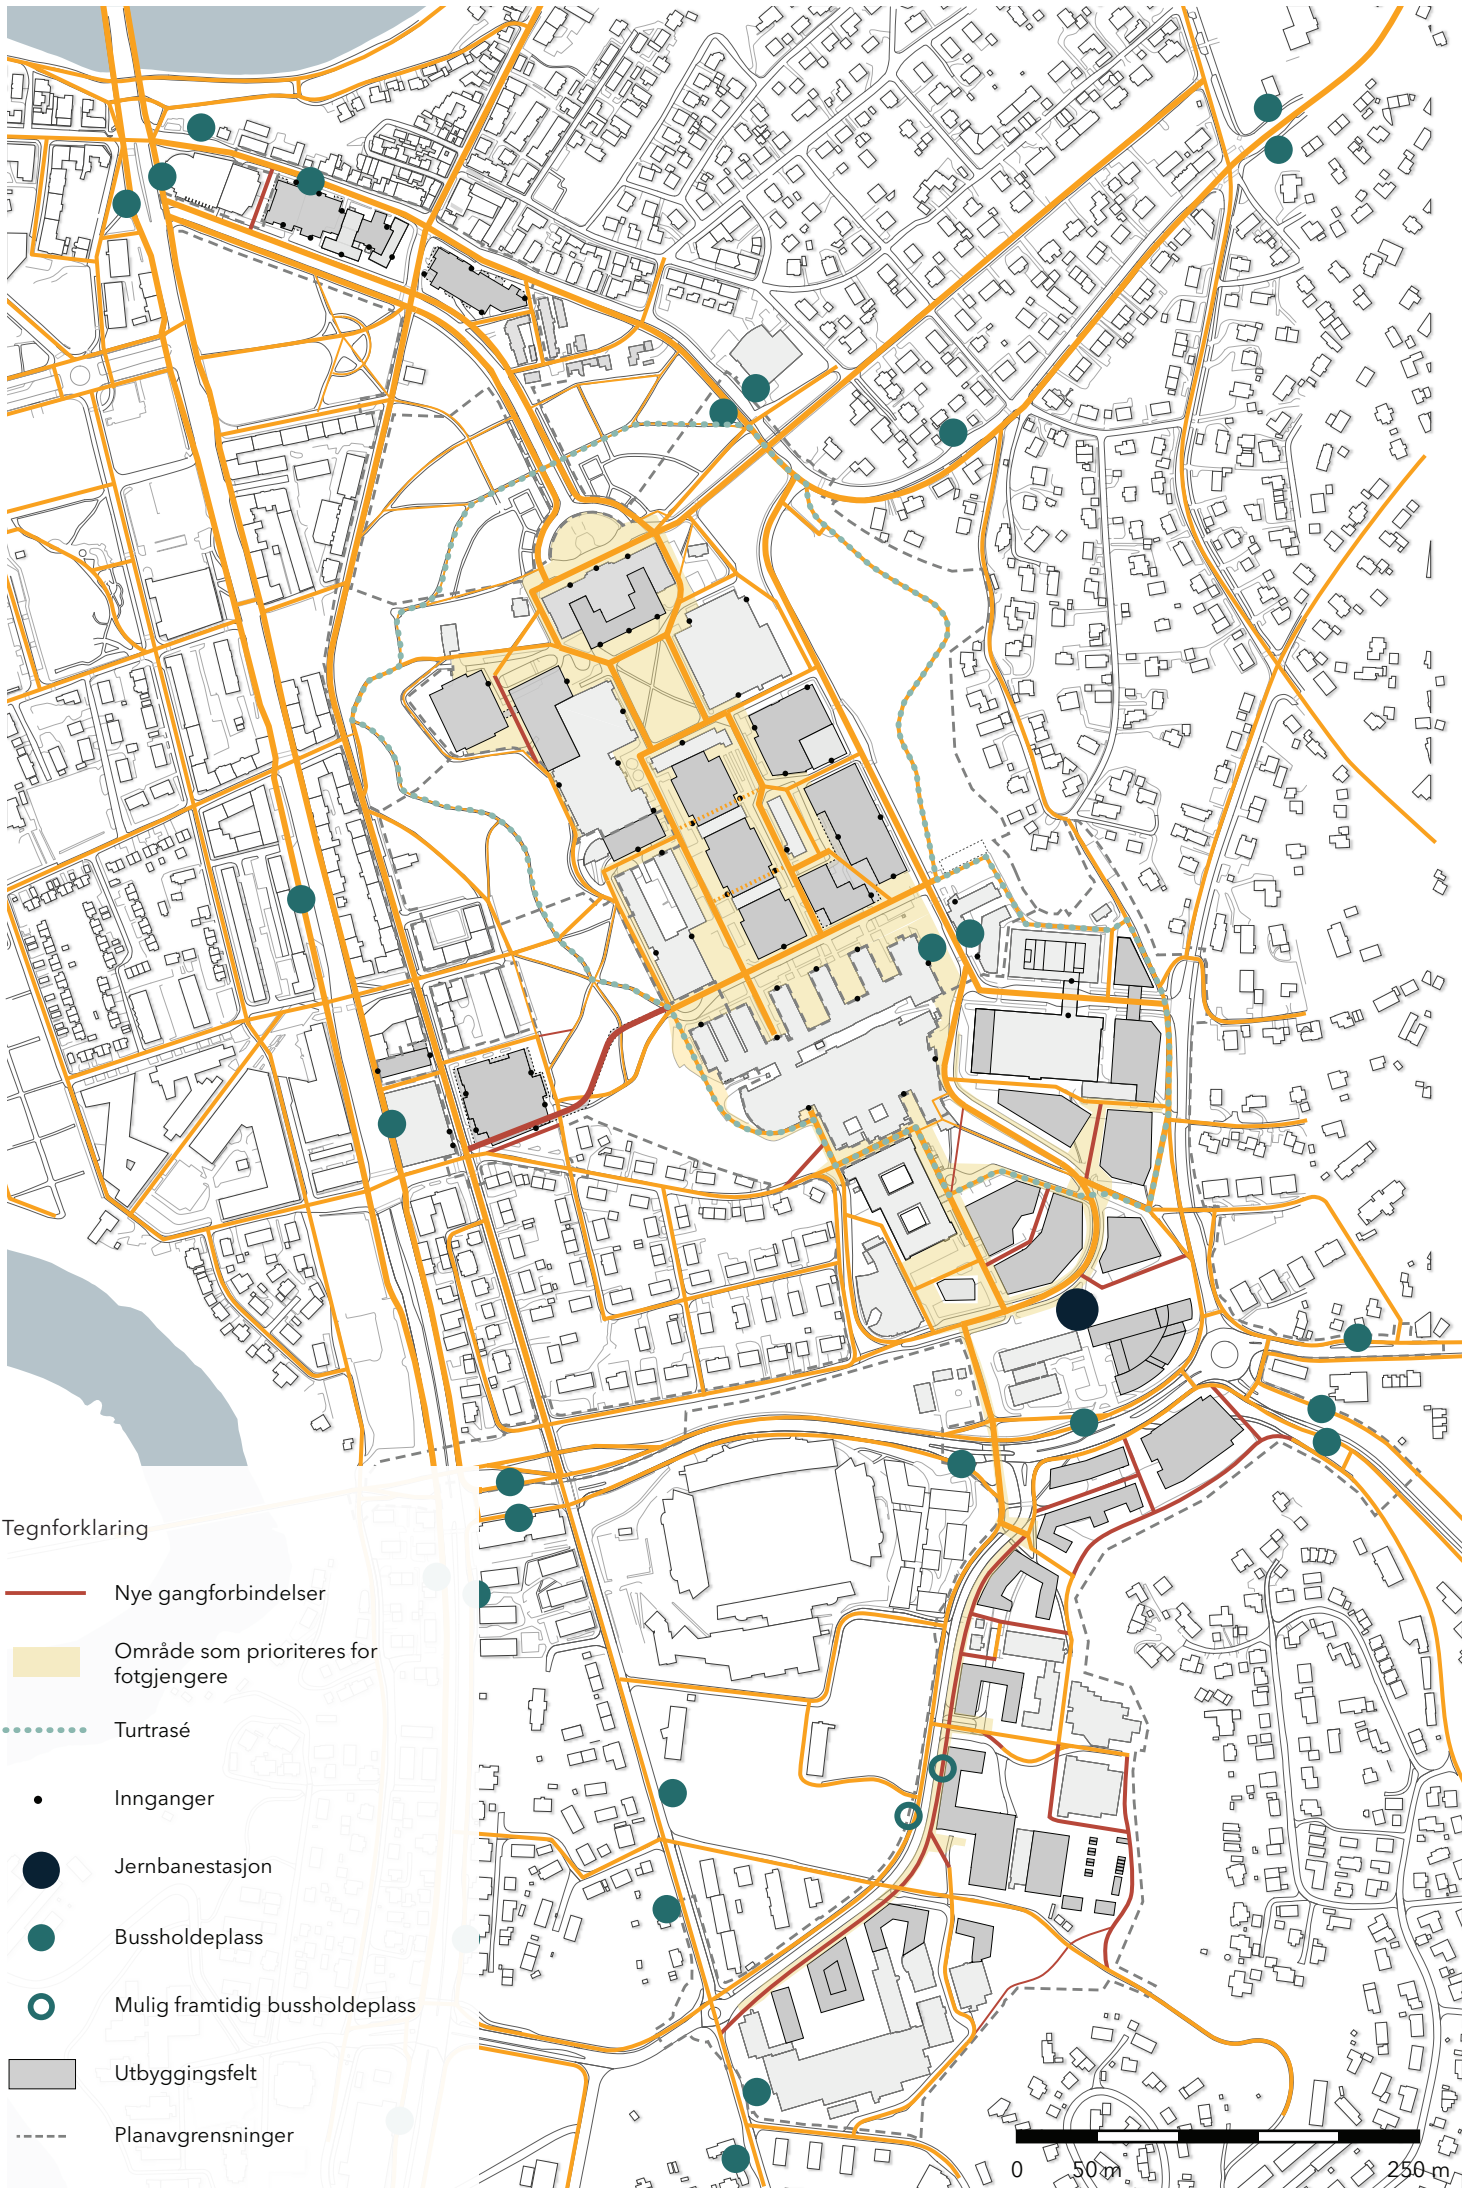 Tegnforklaring
Nye gangforbindelser
Område som prioriteres for
fotgjengere
Turtrasé
Innganger
Jernbanestasjon
Bussholdeplass
Mulig framtidig bussholdeplass
Utbyggingsfelt
Planavgrensninger
0 50 m 250 m